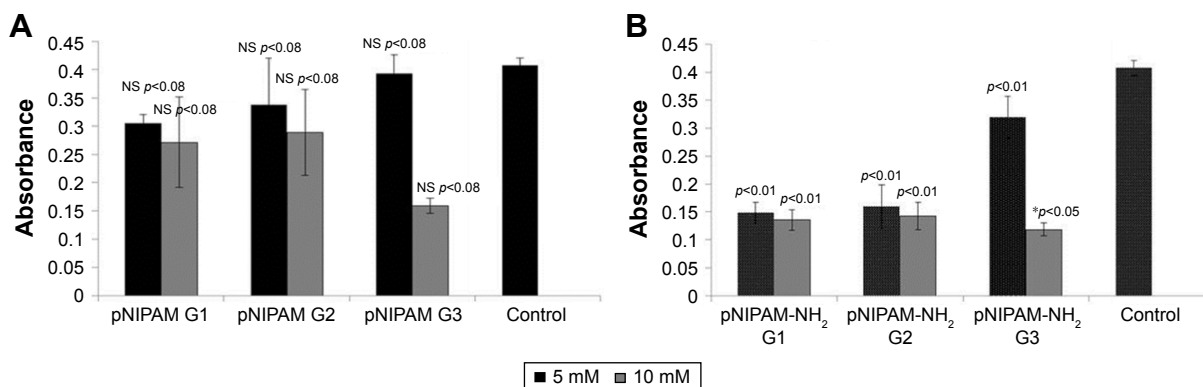 A
0.45
0.4
0.35
0.3
0.25
0.2
0.15
0.1
0.05
0
Absorbance
NS p<0.08
NS p<0.08
NS p<0.08
NS p<0.08
NS p<0.08
NS p<0.08
pNIPAM G1
pNIPAM G2
pNIPAM G3
Control
B
0.45
0.4
0.35
0.3
0.25
0.2
0.15
0.1
0.05
0
Absorbance
p<0.01
p<0.01
p<0.01
p<0.01
p<0.01
*p<0.05
pNIPAM-NH₂
G1
pNIPAM-NH₂
G2
pNIPAM-NH₂
G3
Control
5 mM
10 mM